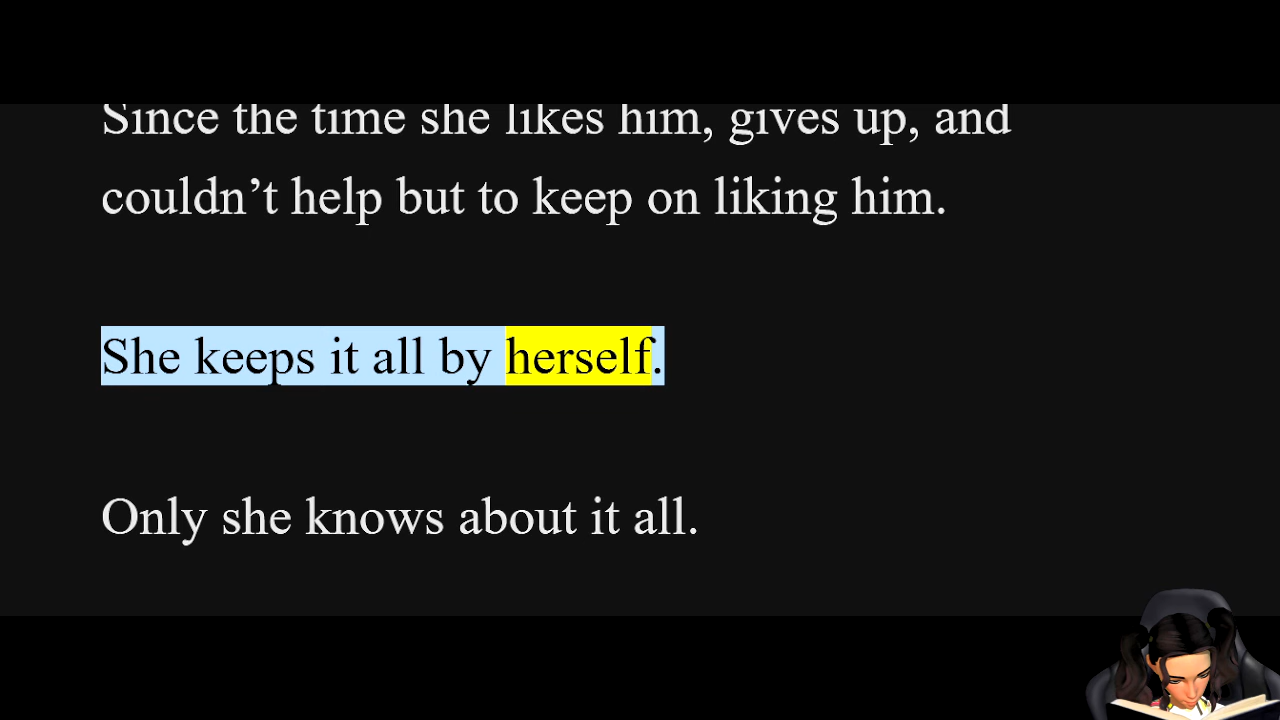 Since the time she likes him, gives up, and
couldn’t help but to keep on liking him.
She keeps it all by herself.
Only she knows about it all.